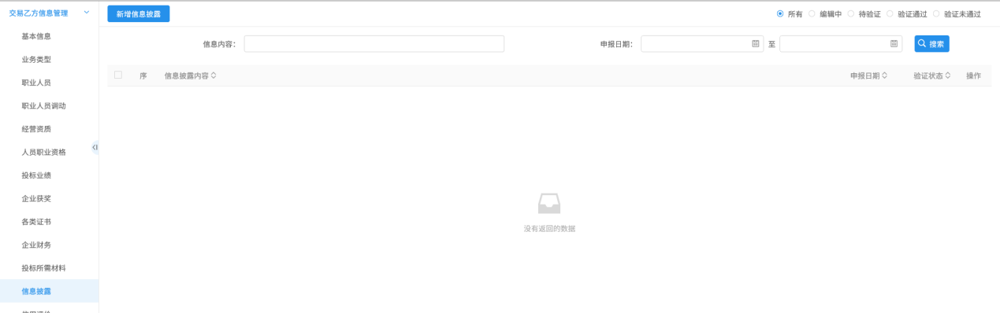 交易乙方信息管理
新增信息披露
所有 编辑中 待验证 验证通过 验证未通过
基本信息
信息内容：
申报日期： 至 搜索
业务类型
序 信息披露内容 申报日期 验证状态 操作
职业人员
职业人员调动
经营资质
人员职业资格
投标业绩
企业获奖
各类证书
没有返回的数据
企业财务
投标所需材料
信息披露